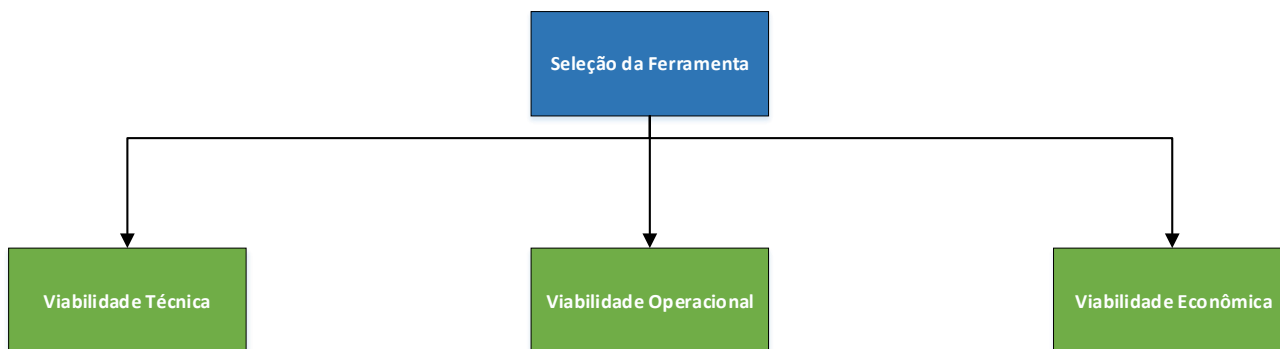 Seleção da Ferramenta
Viabilidade Técnica
Viabilidade Operacional
Viabilidade Econômica